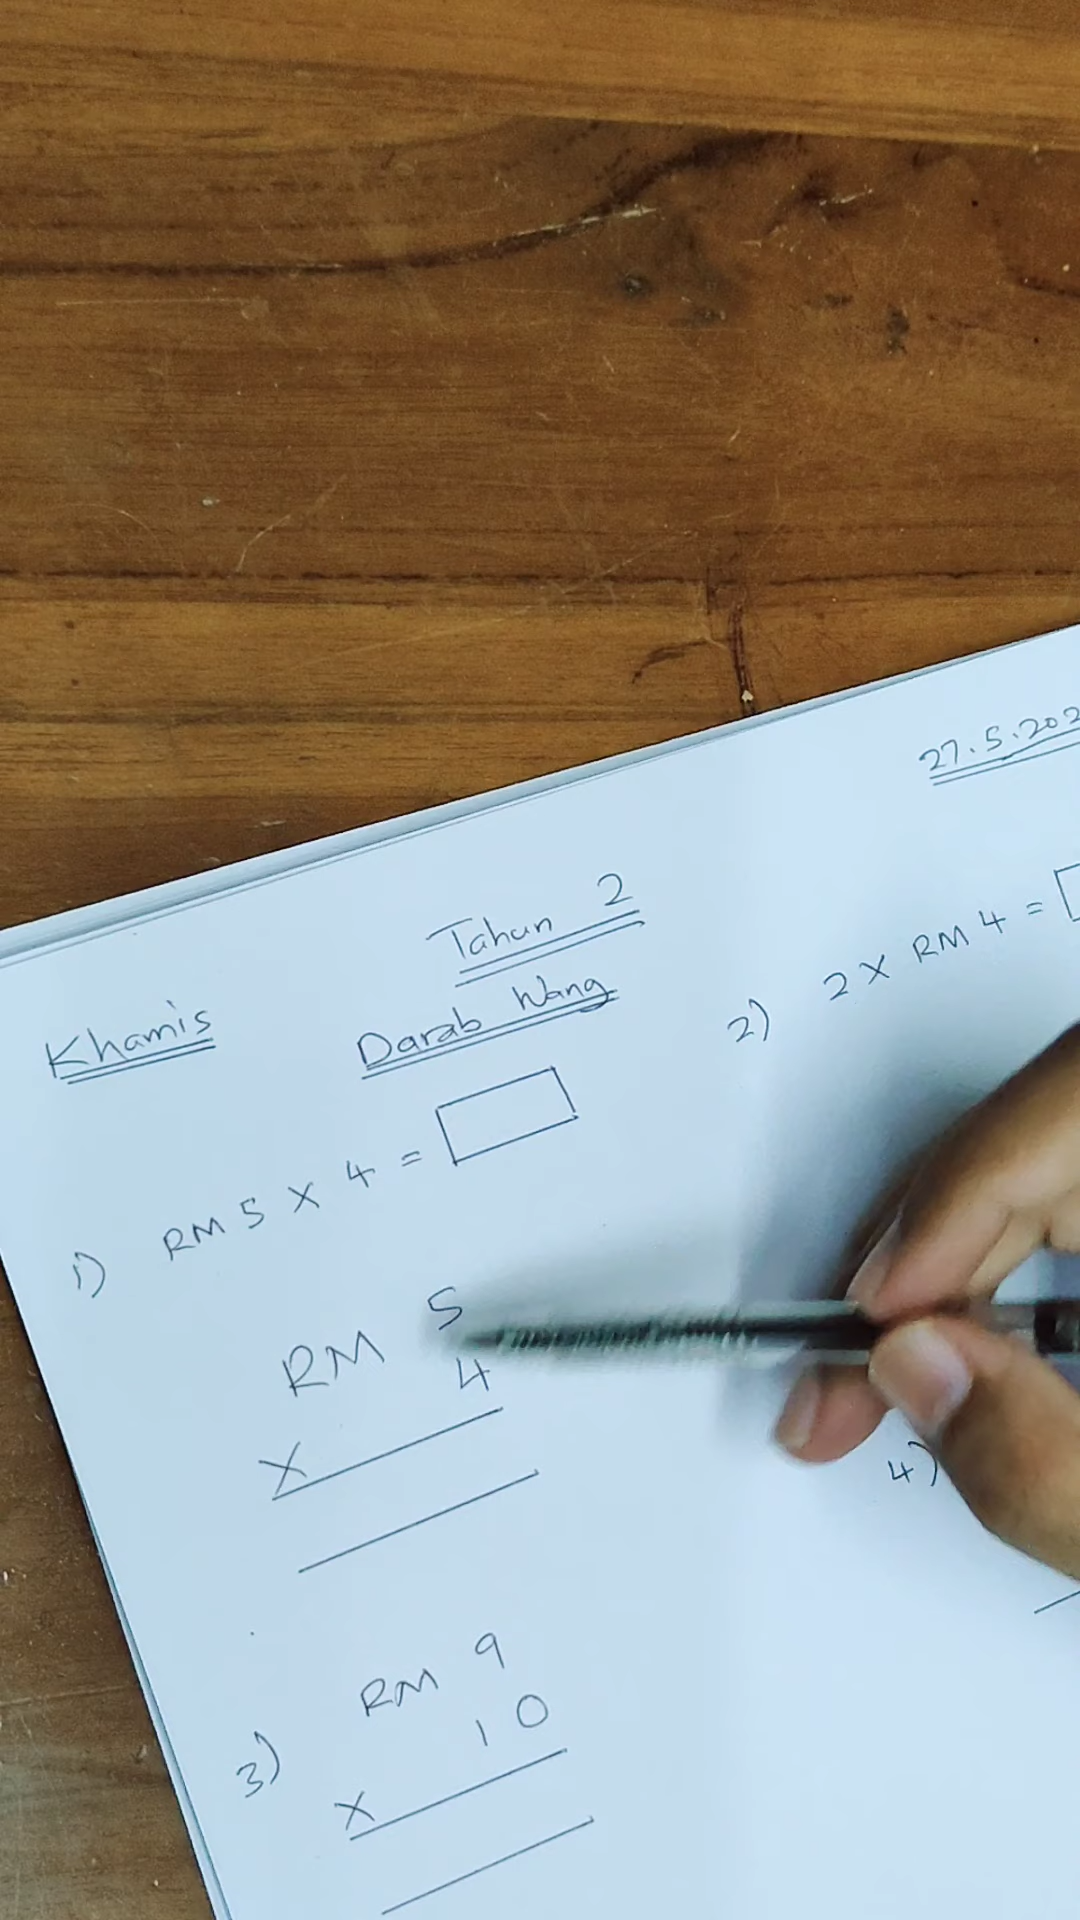 27.5.202
Tahun 2
Khamis
Darab Wang
1) RM 5 X 4 =
2) 2 X RM 4 =
RM 5
4
X
3) RM 9
10
X
4)